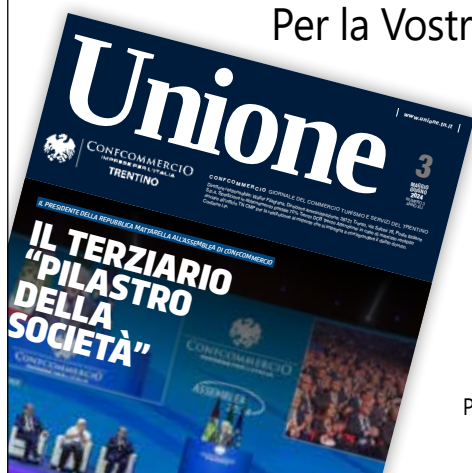 Per la Vostr
www.unione.tn.it
Unione
3
MAGGIO
GIUGNO
2024
CONFCOMMERCIO
IMPRESE PER L'ITALIA
TRENTINO
CONFCOMMERCIO GIORNALE DEL COMMERCIO TURISMO E SERVIZI DEL TRENTINO
IL PRESIDENTE DELLA REPUBBLICA MATTARELLA ALL'ASSEMBLEA DI CONFCOMMERCIO
IL TERZIARIO
“PILASTRO
DELLA
SOCIETÀ”
CONFCOMMERCIO
CONFCOMMERCIO
ASSEMBLEA
P